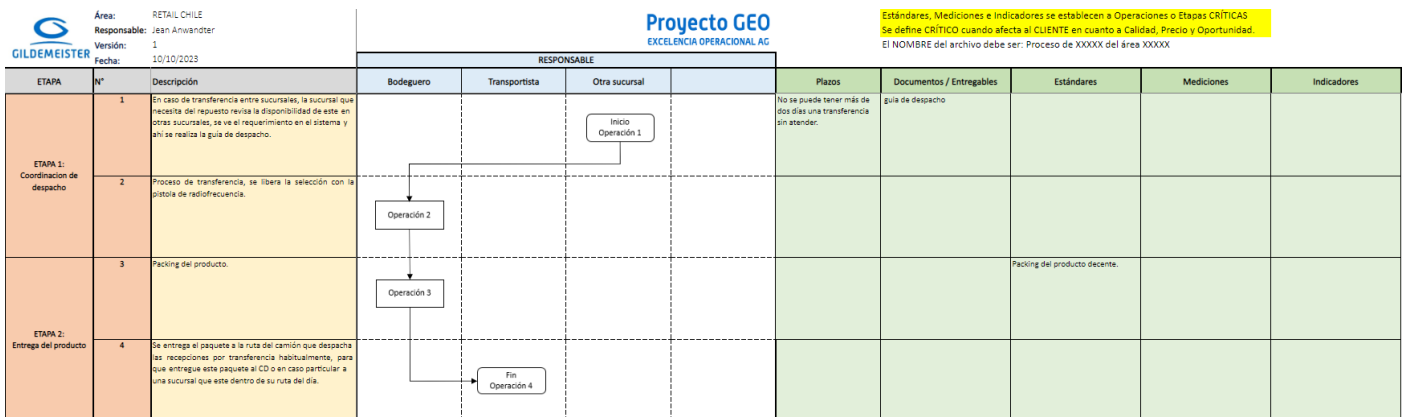 GILDEMEISTER
Área: RETAIL CHILE
Responsable: Jean Anwandter
Versión: 1
Fecha: 10/10/2023
Proyecto GEO
EXCELENCIA OPERACIONAL AG
Estándares, Mediciones e Indicadores se establecen a Operaciones o Etapas CRÍTICAS
Se define CRÍTICO cuando afecta al CLIENTE en cuanto a Calidad, Precio y Oportunidad.
El NOMBRE del archivo debe ser: Proceso de XXXXX del área XXXXX
RESPONSABLE
ETAPA N° Descripción Bodeguero Transportista Otra sucursal Plazos Documentos / Entregables Estándares Mediciones Indicadores
ETAPA 1:
Coordinacion de
despacho
1
En caso de transferencia entre sucursales, la sucursal que
necesita del repuesto revisa la disponibilidad de este en
otras sucursales, se ve el requerimiento en el sistema y
ahí se realiza la guia de despacho.
Inicio
Operación 1
No se puede tener más de
dos días una transferencia
sin atender.
guia de despacho
2
Proceso de transferencia, se libera la selección con la
pistola de radiofrecuencia.
Operación 2
ETAPA 2:
Entrega del producto
3
Packing del producto.
Operación 3
Packing del producto decente.
4
Se entrega el paquete a la ruta del camión que despacha
las recepciones por transferencia habitualmente, para
que entregue este paquete al CD o en caso particular a
una sucursal que este dentro de su ruta del día.
Fin
Operación 4